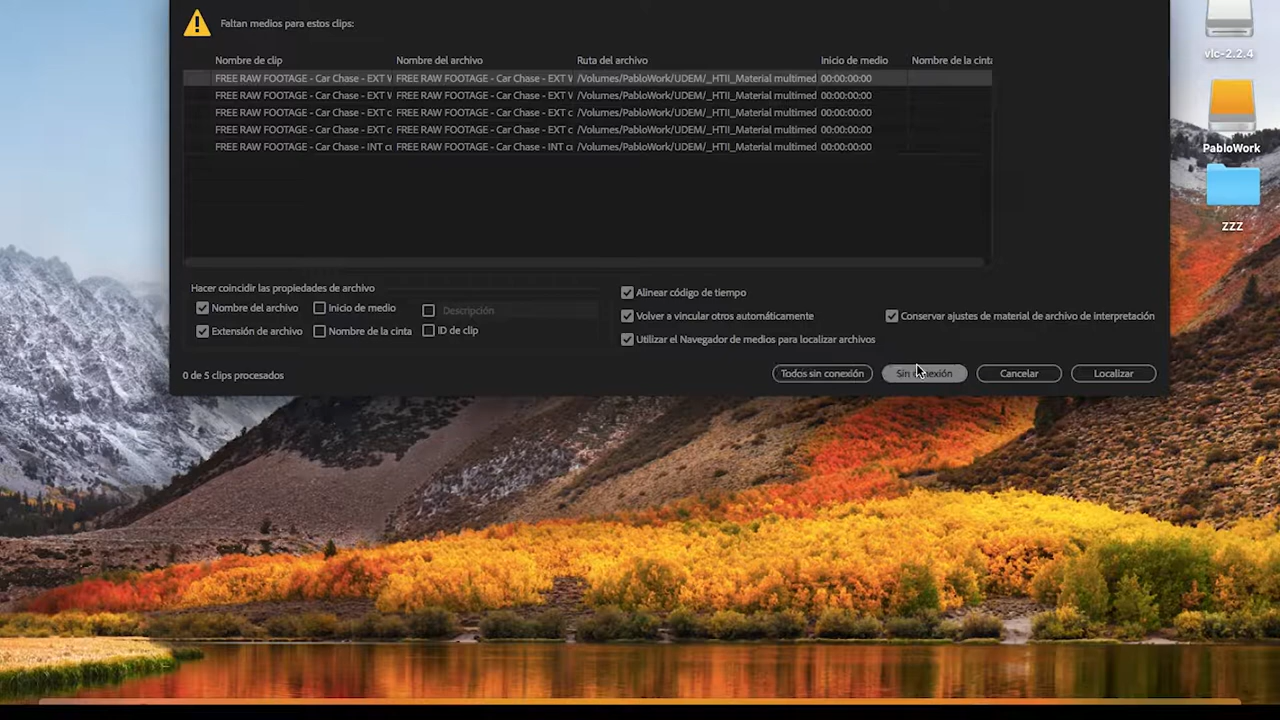 Faltan medios para estos clips:
vlc-2.2.4
Nombre de clip Nombre del archivo Ruta del archivo Inicio de medio Nombre de la cinta
FREE RAW FOOTAGE - Car Chase - EXT V FREE RAW FOOTAGE - Car Chase - EXT V /Volumes/PabloWork/UDEM/_HTII_Material multimed 00:00:00:00
FREE RAW FOOTAGE - Car Chase - EXT V FREE RAW FOOTAGE - Car Chase - EXT V /Volumes/PabloWork/UDEM/_HTII_Material multimed 00:00:00:00
FREE RAW FOOTAGE - Car Chase - EXT c FREE RAW FOOTAGE - Car Chase - EXT c /Volumes/PabloWork/UDEM/_HTII_Material multimed 00:00:00:00
FREE RAW FOOTAGE - Car Chase - EXT c FREE RAW FOOTAGE - Car Chase - EXT c /Volumes/PabloWork/UDEM/_HTII_Material multimed 00:00:00:00
FREE RAW FOOTAGE - Car Chase - INT c FREE RAW FOOTAGE - Car Chase - INT c /Volumes/PabloWork/UDEM/_HTII_Material multimed 00:00:00:00
PabloWork
zzz
Hacer coincidir las propiedades de archivo
Nombre del archivo Inicio de medio Descripción
Extensión de archivo Nombre de la cinta ID de clip
Alinear código de tiempo
Volver a vincular otros automáticamente Conservar ajustes de material de archivo de interpretación
Utilizar el Navegador de medios para localizar archivos
0 de 5 clips procesados
Todos sin conexión Sin conexión Cancelar Localizar